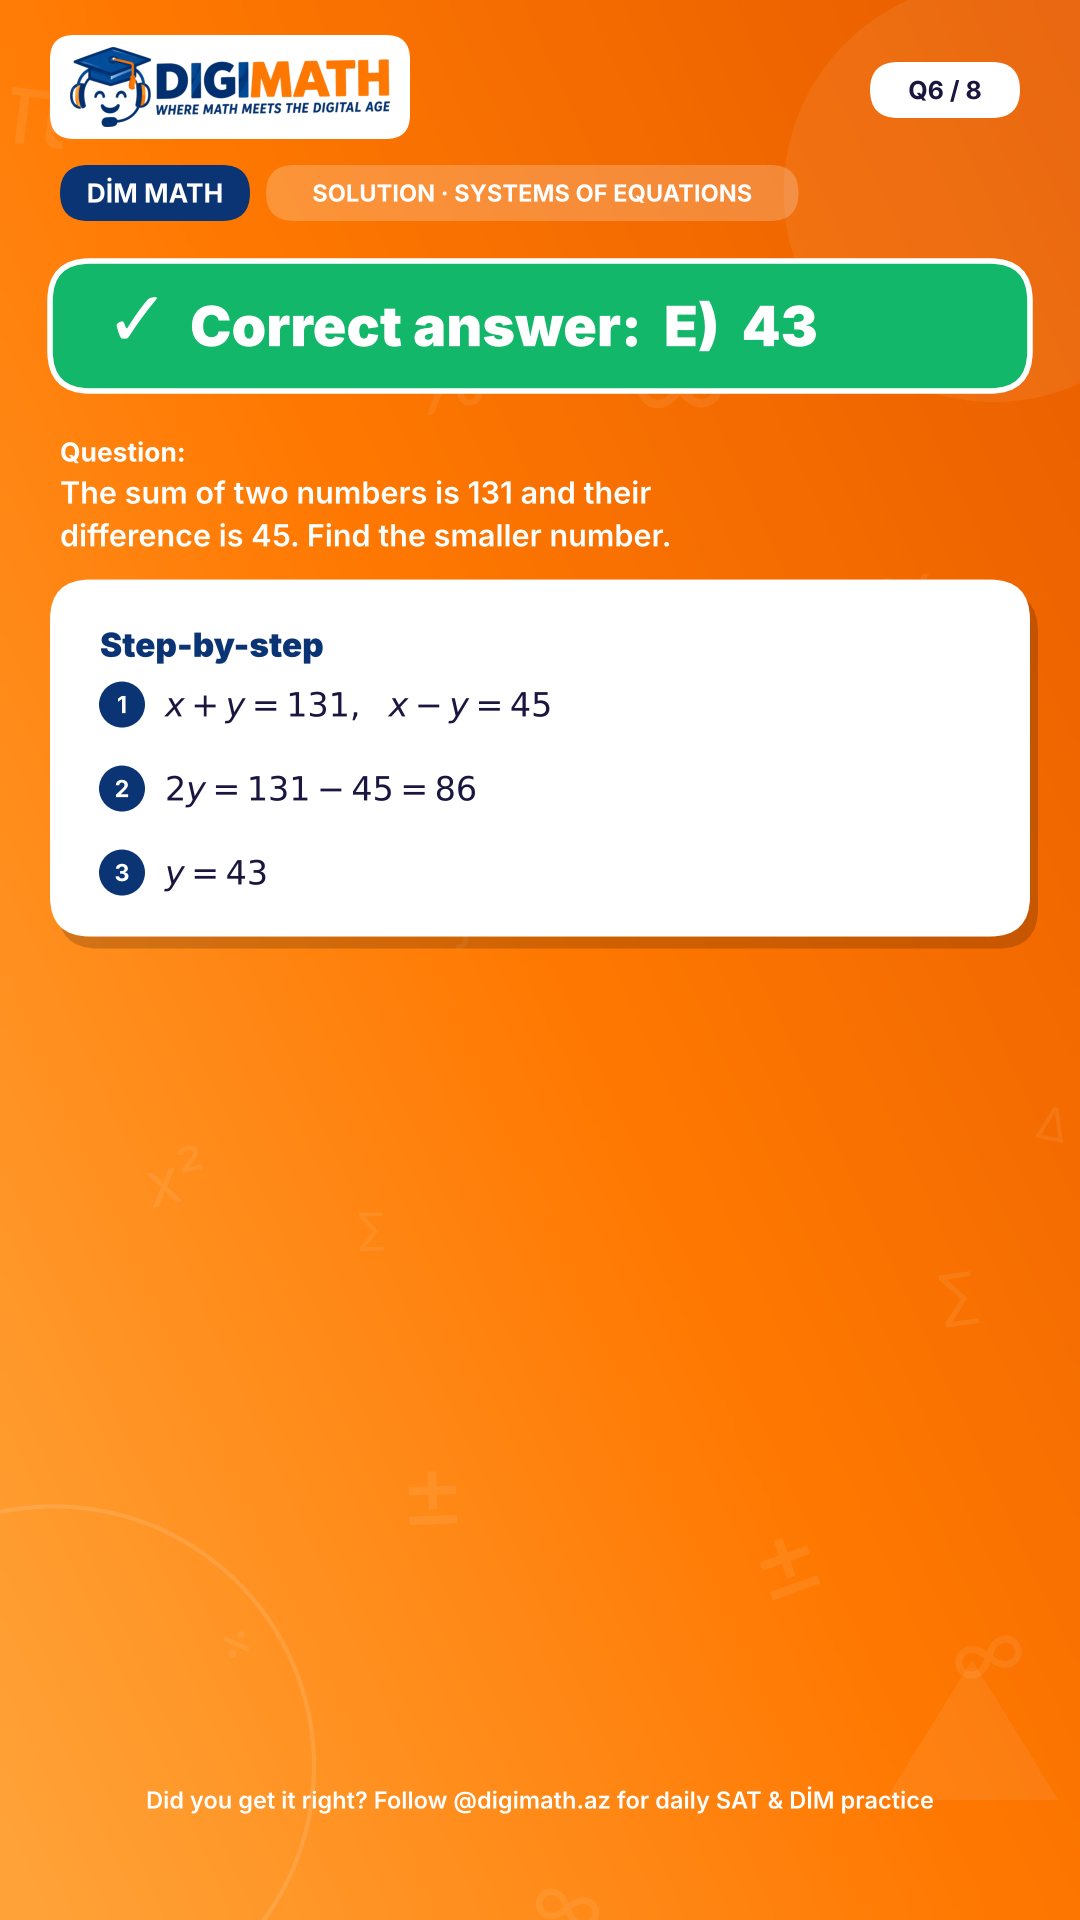 DIGIMATH
WHERE MATH MEETS THE DIGITAL AGE
Q6 / 8
DİM MATH
SOLUTION · SYSTEMS OF EQUATIONS
✓ Correct answer: E) 43
Question:
The sum of two numbers is 131 and their
difference is 45. Find the smaller number.
Step-by-step
1 x + y = 131, x − y = 45
2 2y = 131 − 45 = 86
3 y = 43
x²
Σ
Δ
Σ
±
±
÷
∞
Did you get it right? Follow @digimath.az for daily SAT & DİM practice
∞